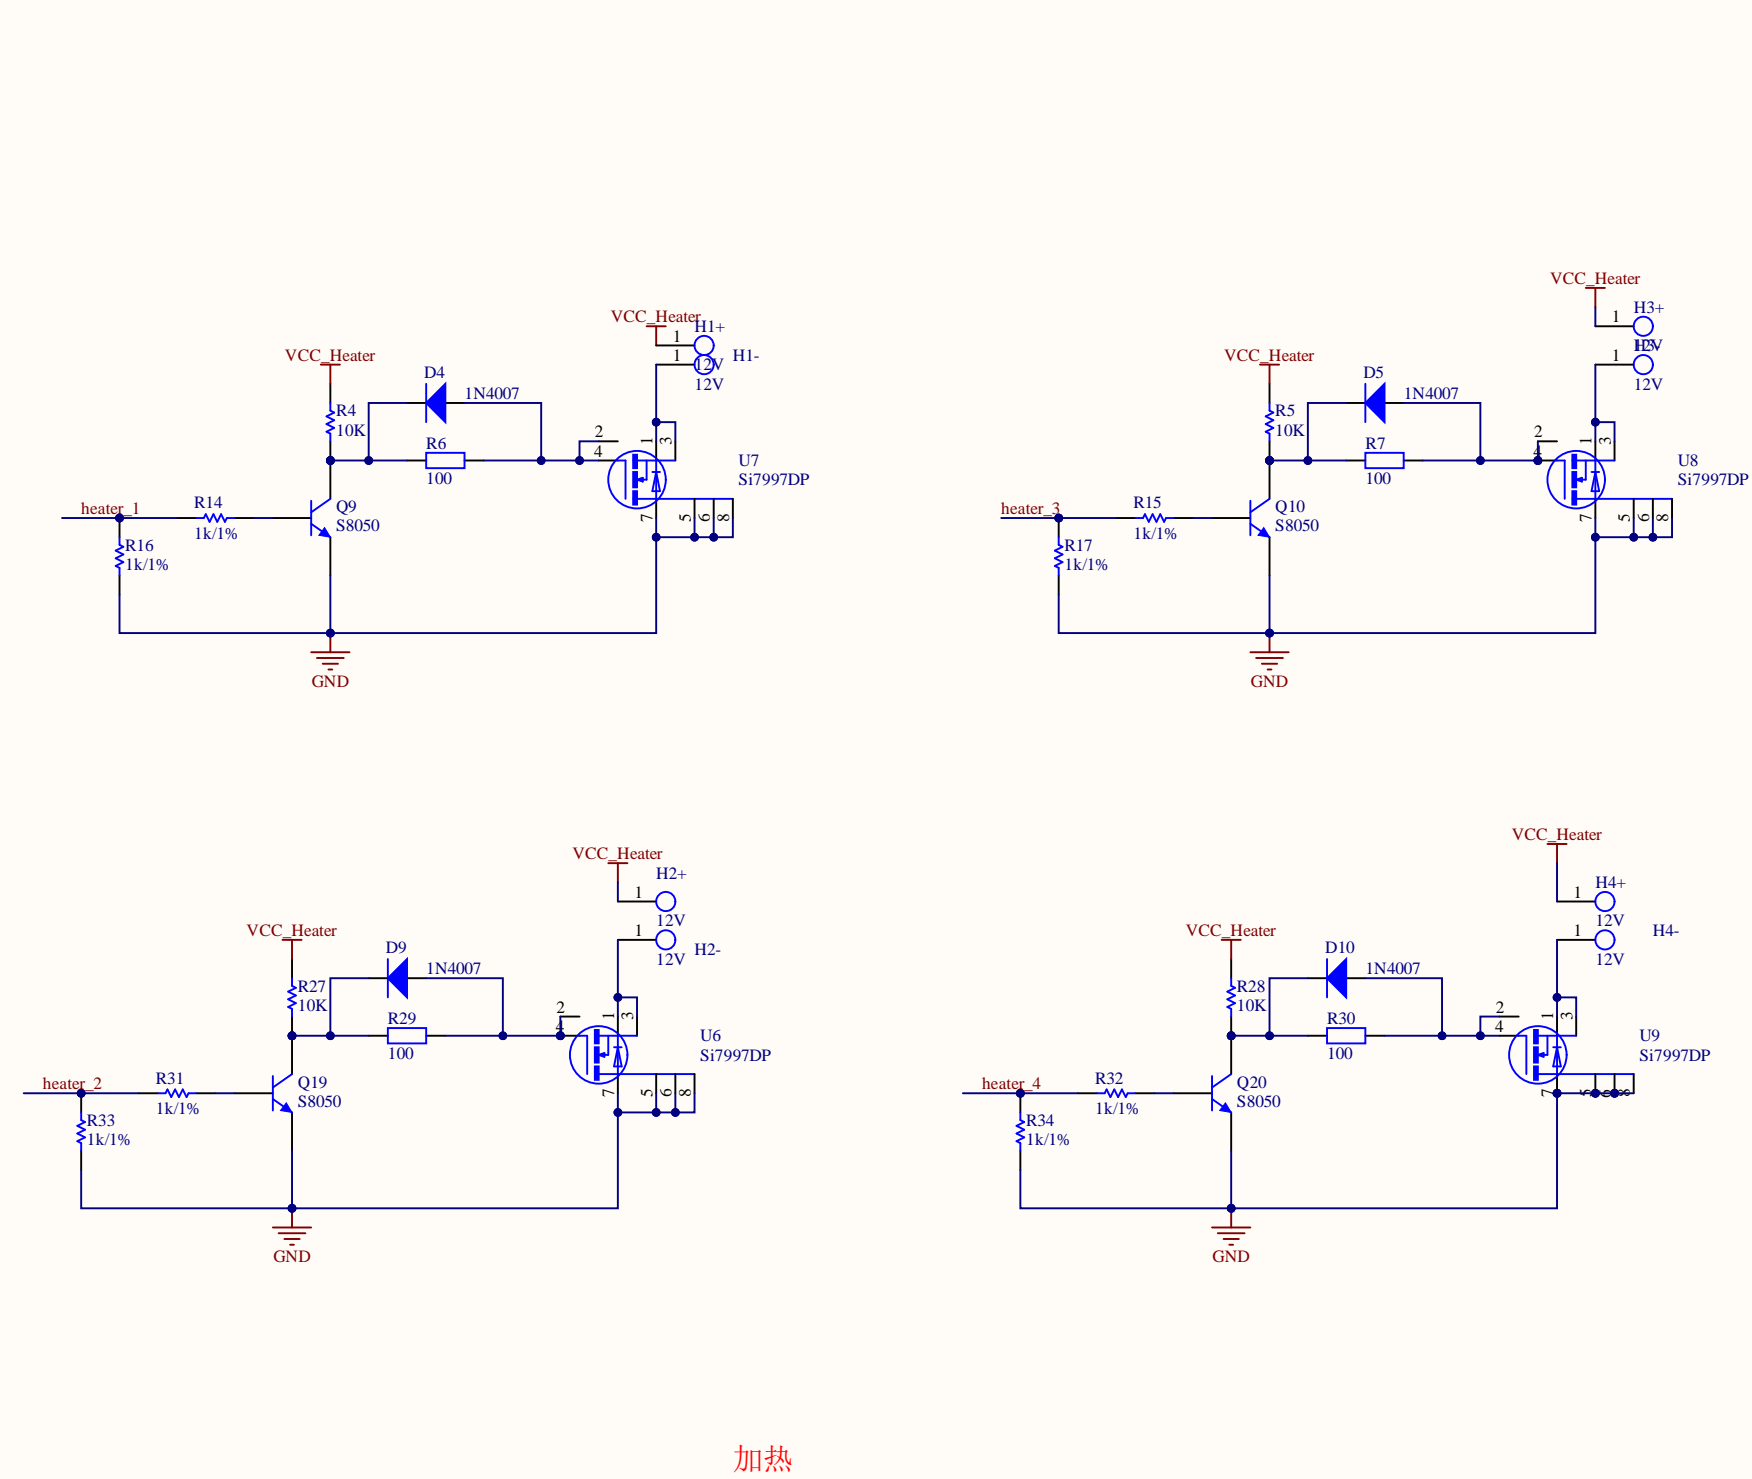 VCC_Heater
H1+
1
12V
1
H1-
12V
VCC_Heater
D4
1N4007
R4
10K
R6
100
2
4
1
3
U7
Si7997DP
heater_1
R14
1k/1%
Q9
S8050
7
5
6
8
R16
1k/1%
GND
VCC_Heater
H3+
1
12V
1
12V
VCC_Heater
D5
1N4007
R5
10K
R7
100
2
4
1
3
U8
Si7997DP
heater_3
R15
1k/1%
Q10
S8050
7
5
6
8
R17
1k/1%
GND
VCC_Heater
H2+
1
12V
1
H2-
12V
VCC_Heater
D9
1N4007
R27
10K
R29
100
2
4
1
3
U6
Si7997DP
heater_2
R31
1k/1%
Q19
S8050
7
5
6
8
R33
1k/1%
GND
VCC_Heater
H4+
1
12V
1
H4-
12V
VCC_Heater
D10
1N4007
R28
10K
R30
100
2
4
1
3
U9
Si7997DP
heater_4
R32
1k/1%
Q20
S8050
7
5
6
8
R34
1k/1%
GND
加热